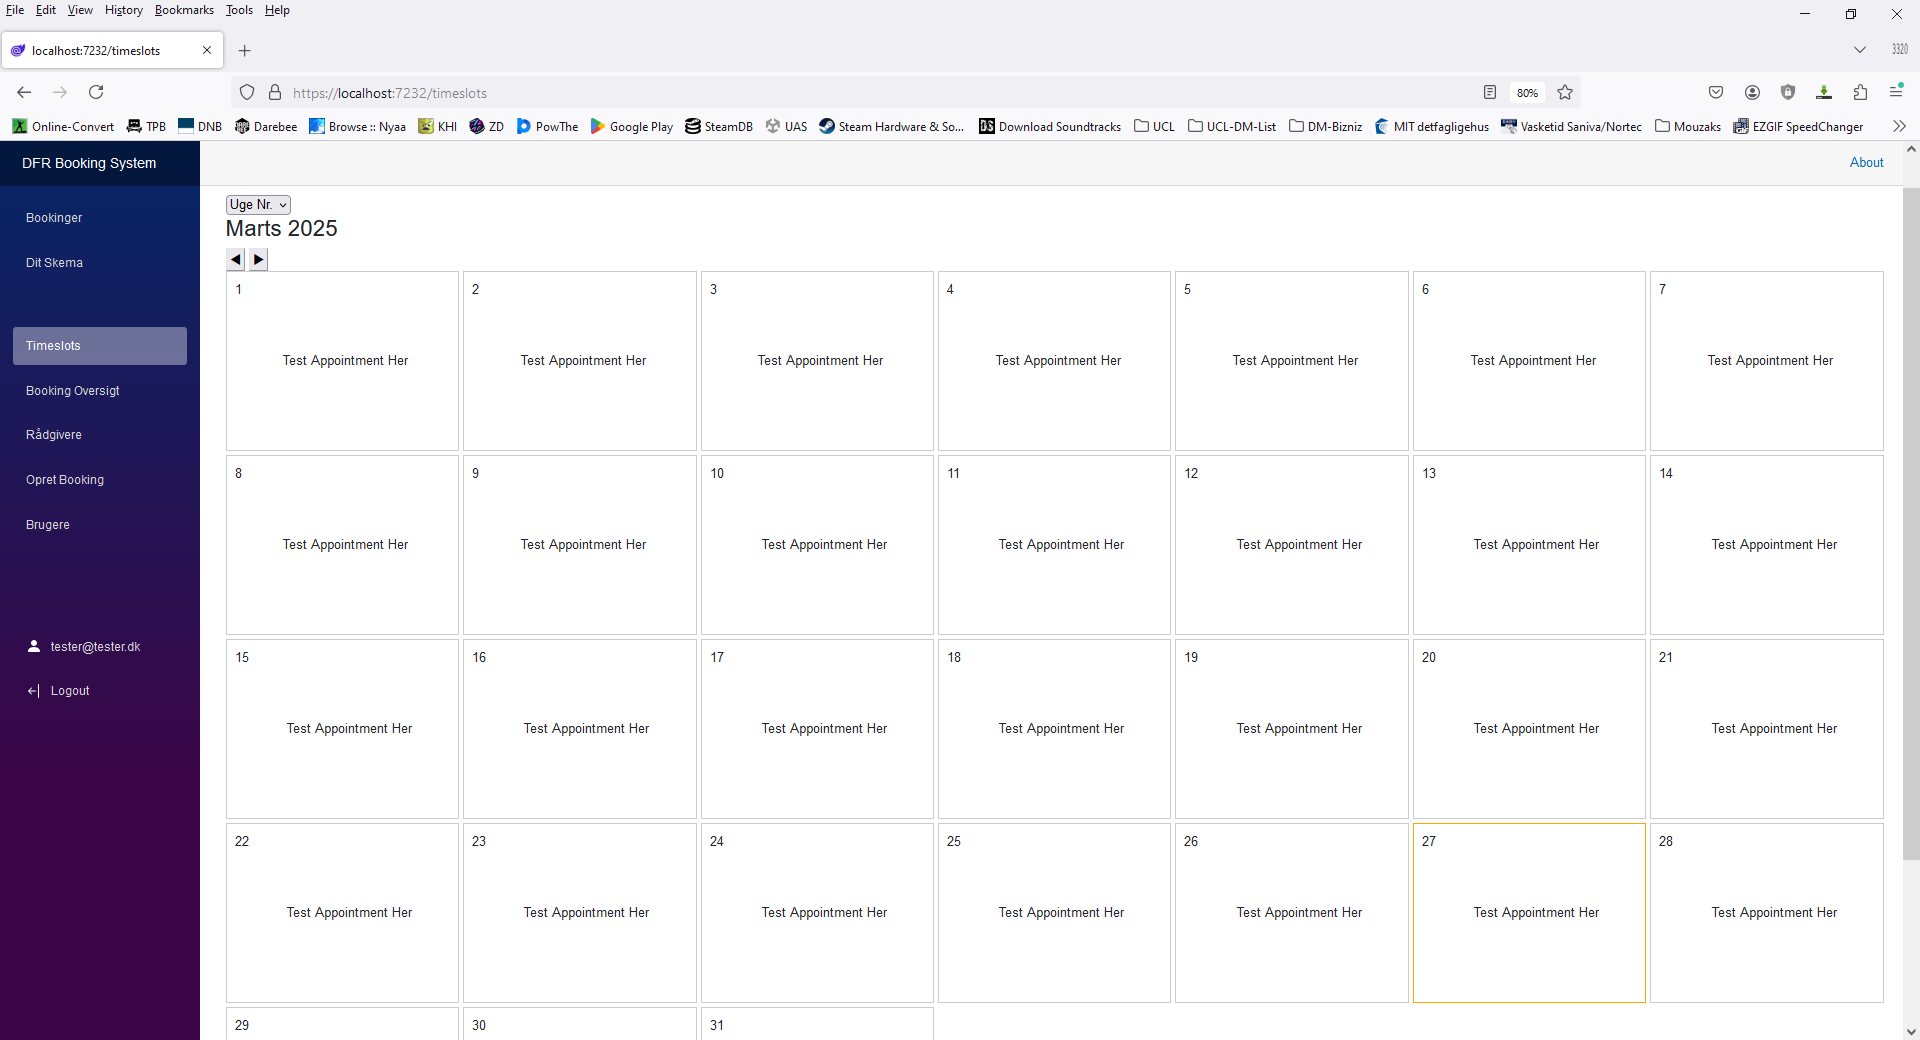 File Edit View History Bookmarks Tools Help
localhost:7232/timeslots
3320
https://localhost:7232/timeslots 80%
Online-Convert TPB DNB Darebee Browse :: Nyaa KHI ZD PowThe Google Play SteamDB UAS Steam Hardware & So... Download Soundtracks UCL UCL-DM-List DM-Bizniz MIT detfagligehus Vasketid Saniva/Nortec Mouzaks EZGIF SpeedChanger
DFR Booking System
About
Bookinger
Dit Skema
Timeslots
Booking Oversigt
Rådgivere
Opret Booking
Brugere
tester@tester.dk
Logout
Uge Nr.
Marts 2025
1 2 3 4 5 6 7
Test Appointment Her Test Appointment Her Test Appointment Her Test Appointment Her Test Appointment Her Test Appointment Her Test Appointment Her
8 9 10 11 12 13 14
Test Appointment Her Test Appointment Her Test Appointment Her Test Appointment Her Test Appointment Her Test Appointment Her Test Appointment Her
15 16 17 18 19 20 21
Test Appointment Her Test Appointment Her Test Appointment Her Test Appointment Her Test Appointment Her Test Appointment Her Test Appointment Her
22 23 24 25 26 27 28
Test Appointment Her Test Appointment Her Test Appointment Her Test Appointment Her Test Appointment Her Test Appointment Her Test Appointment Her
29 30 31